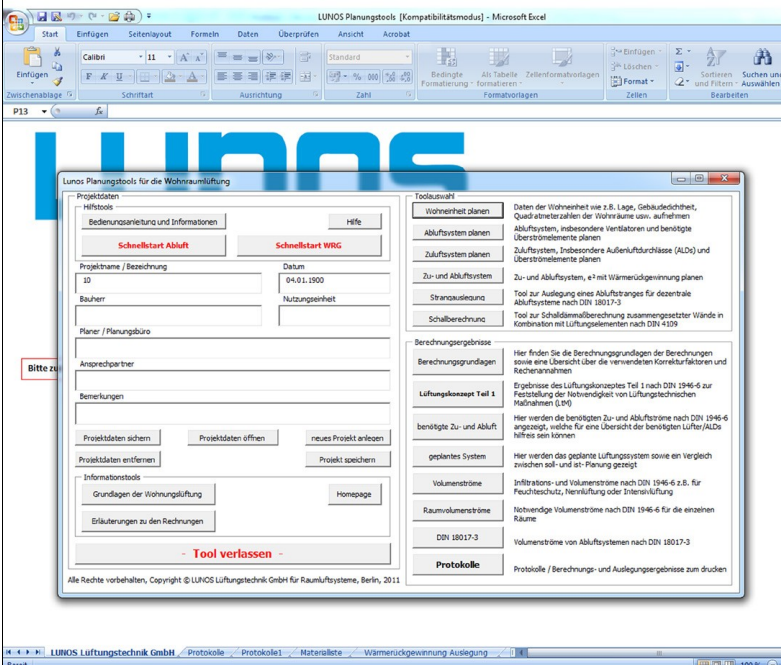 LUNOS Planungstools [Kompatibilitätsmodus] - Microsoft Excel
Start Einfügen Seitenlayout Formeln Daten Überprüfen Ansicht Acrobat
Einfügen
Calibri 11
F K U
Standard
% 000
Bedingte Formatierung
Als Tabelle formatieren
Zellenformatvorlagen
Einfügen
Löschen
Format
Sortieren und Filtern
Suchen und Auswählen
Zwischenablage Schriftart Ausrichtung Zahl Formatvorlagen Zellen Bearbeiten
P13 fx
LUNOS
Bitte zu
Lunos Planungstools für die Wohnraumlüftung
Projektdaten
Hilfstools
Bedienungsanleitung und Informationen
Hilfe
Schnellstart Abluft
Schnellstart WRG
Projektname / Bezeichnung
Datum
10
04.01.1900
Bauherr
Nutzungseinheit
Planer / Planungsbüro
Ansprechpartner
Bemerkungen
Projektdaten sichern
Projektdaten öffnen
neues Projekt anlegen
Projektdaten entfernen
Projekt speichern
Informationstools
Grundlagen der Wohnungslüftung
Homepage
Erläuterungen zu den Rechnungen
- Tool verlassen -
Alle Rechte vorbehalten, Copyright @ LUNOS Lüftungstechnik GmbH für Raumluftsysteme, Berlin, 2011
Toolauswahl
Wohneinheit planen
Daten der Wohneinheit wie z.B. Lage, Gebäudedichtheit,
Quadratmeterzahlen der Wohnräume usw. aufnehmen
Abluftsystem planen
Abluftsystem, insbesondere Ventilatoren und benötigte
Überströmelemente planen
Zuluftsystem planen
Zuluftsystem, Insbesondere Außenluftdurchlässe (ALDs) und
Überströmelemente planen
Zu- und Abluftsystem
Zu- und Abluftsystem, e² mit Wärmerückgewinnung planen
Strangauslegung
Tool zur Auslegung eines Abluftstranges für dezentrale
Abluftsysteme nach DIN 18017-3
Schallberechnung
Tool zur Schalldämmaßberechnung zusammengesetzter Wände in
Kombination mit Lüftungselementen nach DIN 4109
Berechnungsergebnisse
Berechnungsgrundlagen
Hier finden Sie die Berechnungsgrundlagen der Berechnungen
sowie eine Übersicht über die verwendeten Korrekturfaktoren und
Rechenannahmen
Lüftungskonzept Teil 1
Ergebnisse des Lüftungskonzeptes Teil 1 nach DIN 1946-6 zur
Feststellung der Notwendigkeit von Lüftungstechnischen
Maßnahmen (LtM)
benötigte Zu- und Abluft
Hier werden die benötigten Zu- und Abluftströme nach DIN 1946-6
angezeigt, welche für eine Übersicht der benötigten Lüfter/ALDs
hilfreis sein können
geplantes System
Hier werden das geplante Lüftungssystem sowie ein Vergleich
zwischen soll- und ist- Planung gezeigt
Volumenströme
Infiltrations- und Volumenströme nach DIN 1946-6 z.B. für
Feuchteschutz, Nennlüftung oder Intensivlüftung
Raumvolumenströme
Notwendige Volumenströme nach DIN 1946-6 für die einzelnen
Räume
DIN 18017-3
Volumenströme von Abluftsystemen nach DIN 18017-3
Protokolle
Protokolle / Berechnungs- und Auslegungsergebnisse zum drucken
LUNOS Lüftungstechnik GmbH Protokolle Protokolle1 Materialliste Wärmerückgewinnung Auslegung
Bereit
100 %